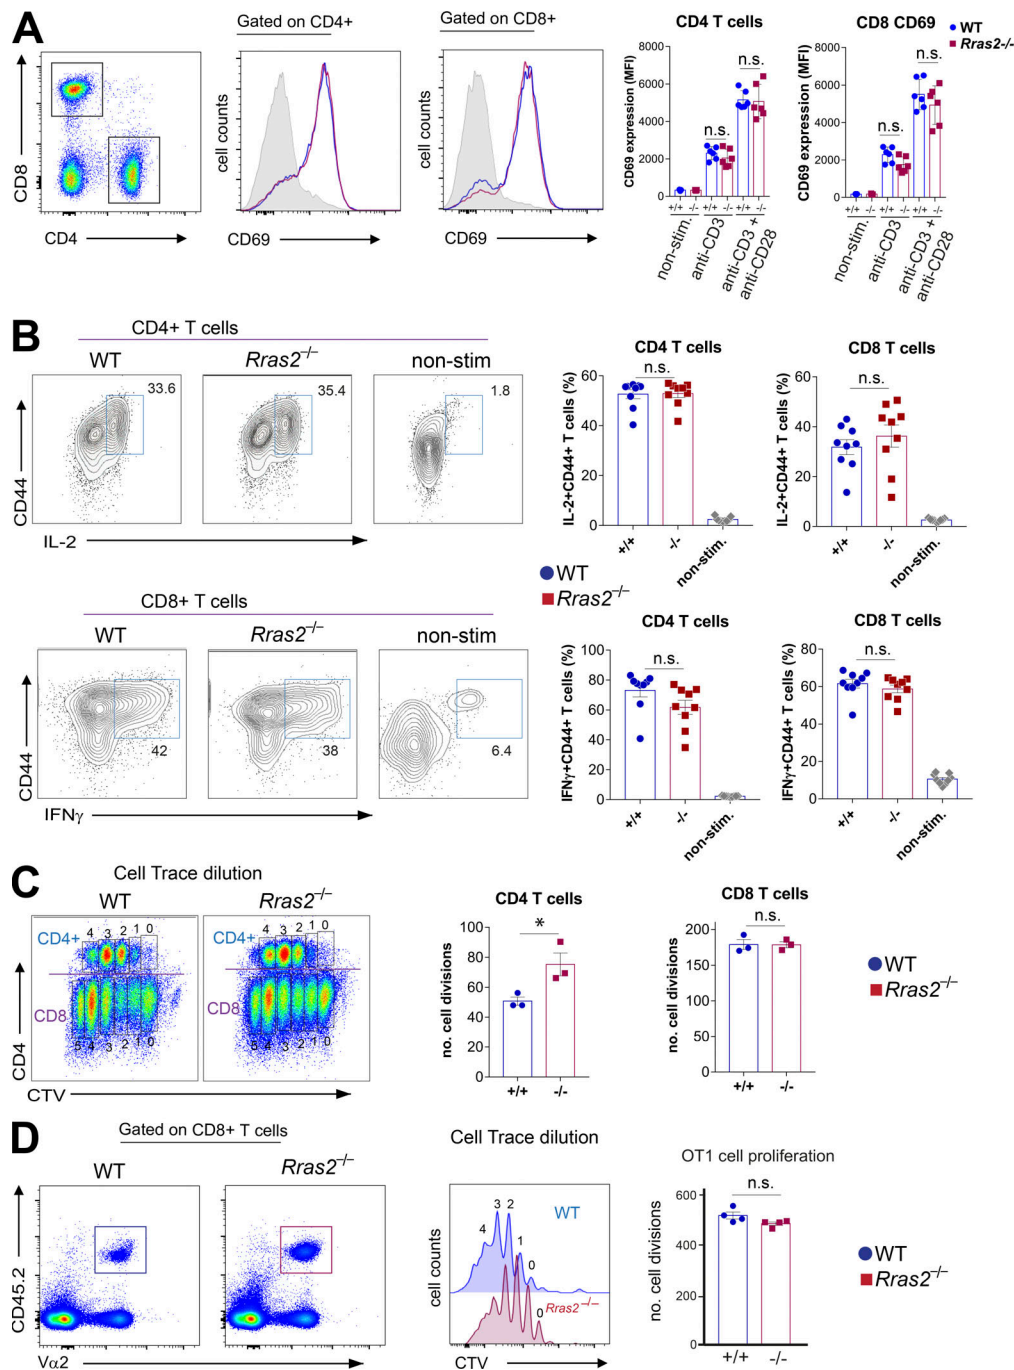 A
Gated on CD4+
Gated on CD8+
CD8
CD4
cell counts
CD69
cell counts
CD69
CD4 T cells
CD69 expression (MFI)
8000
6000
4000
2000
0
n.s.
n.s.
+/+ -/- +/+ -/- +/+ -/-
non-stim.
anti-CD3
anti-CD3 +
anti-CD28
CD8 CD69
CD69 expression (MFI)
8000
6000
4000
2000
0
n.s.
n.s.
+/+ -/- +/+ -/- +/+ -/-
non-stim.
anti-CD3
anti-CD3 +
anti-CD28
WT
Rras2-/-
B
CD4+ T cells
WT
Rras2–/–
non-stim
33.6
35.4
1.8
CD44
IL-2
CD4 T cells
n.s.
IL-2+CD44+ T cells (%)
60
40
20
0
+/+
-/-
non-stim.
CD8 T cells
n.s.
IL-2+CD44+ T cells (%)
60
40
20
0
+/+
-/-
non-stim.
WT
Rras2–/–
CD8+ T cells
WT
Rras2–/–
non-stim
42
38
6.4
CD44
IFNγ
CD4 T cells
n.s.
IFNγ+CD44+ T cells (%)
100
80
60
40
20
0
+/+
-/-
non-stim.
CD8 T cells
n.s.
IFNγ+CD44+ T cells (%)
80
60
40
20
0
+/+
-/-
non-stim.
C
Cell Trace dilution
WT
Rras2–/–
CD4+
4 3 2 1 0
4 3 2 1 0
CD8
5 4 3 2 1 0
5 4 3 2 1 0
CD4
CTV
CD4 T cells
*
no. cell divisions
100
80
60
40
20
0
+/+
-/-
CD8 T cells
n.s.
no. cell divisions
200
150
100
50
0
+/+
-/-
WT
Rras2–/–
D
Gated on CD8+ T cells
WT
Rras2–/–
CD45.2
Vα2
Cell Trace dilution
4 3 2 1 0
WT
Rras2–/–
0
cell counts
CTV
OT1 cell proliferation
n.s.
no. cell divisions
600
400
200
0
+/+
-/-
WT
Rras2–/–